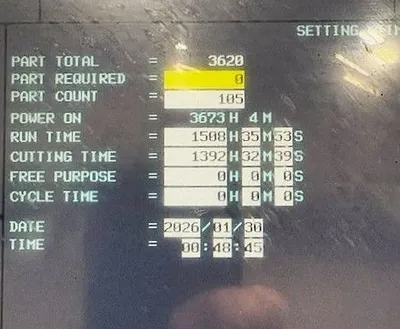 SETTING
PART TOTAL = 3620
PART REQUIRED = 0
PART COUNT = 105
POWER ON = 3673 H 4 M
RUN TIME = 1508 H 35 M 53 S
CUTTING TIME = 1392 H 32 M 39 S
FREE PURPOSE = 0 H 0 M 0 S
CYCLE TIME = 0 H 0 M 0 S
DATE = 2026/01/30
TIME = 00:48:45